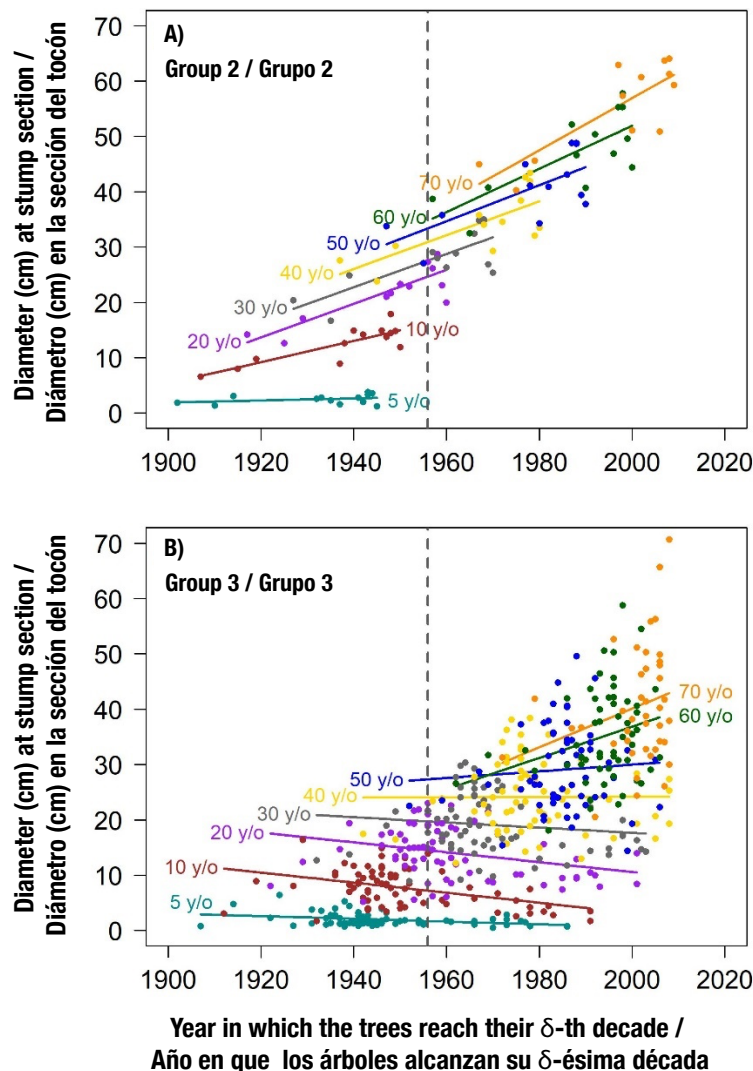 Diameter (cm) at stump section /
Diámetro (cm) en la sección del tocón
A)
Group 2 / Grupo 2
70
60
50
40
30
20
10
0
70 y/o
60 y/o
50 y/o
40 y/o
30 y/o
20 y/o
10 y/o
5 y/o
1900 1920 1940 1960 1980 2000 2020
Diameter (cm) at stump section /
Diámetro (cm) en la sección del tocón
B)
Group 3 / Grupo 3
70
60
50
40
30
20
10
0
70 y/o
60 y/o
50 y/o
40 y/o
30 y/o
20 y/o
10 y/o
5 y/o
1900 1920 1940 1960 1980 2000 2020
Year in which the trees reach their δ-th decade /
Año en que los árboles alcanzan su δ-ésima década